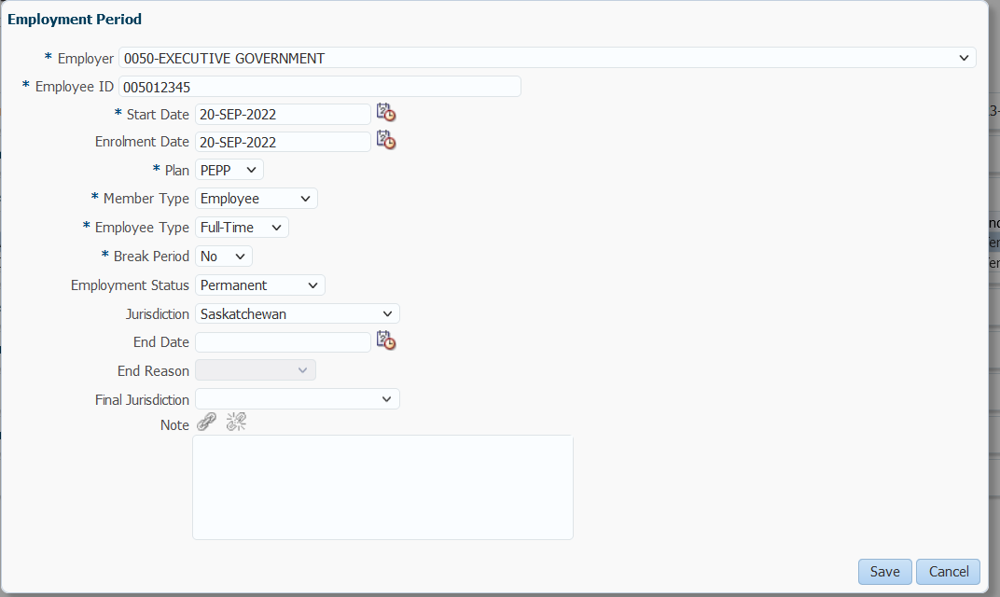 Employment Period
* Employer 0050-EXECUTIVE GOVERNMENT
* Employee ID 005012345
* Start Date 20-SEP-2022
Enrolment Date 20-SEP-2022
* Plan PEPP
* Member Type Employee
* Employee Type Full-Time
* Break Period No
Employment Status Permanent
Jurisdiction Saskatchewan
End Date
End Reason
Final Jurisdiction
Note
Save Cancel